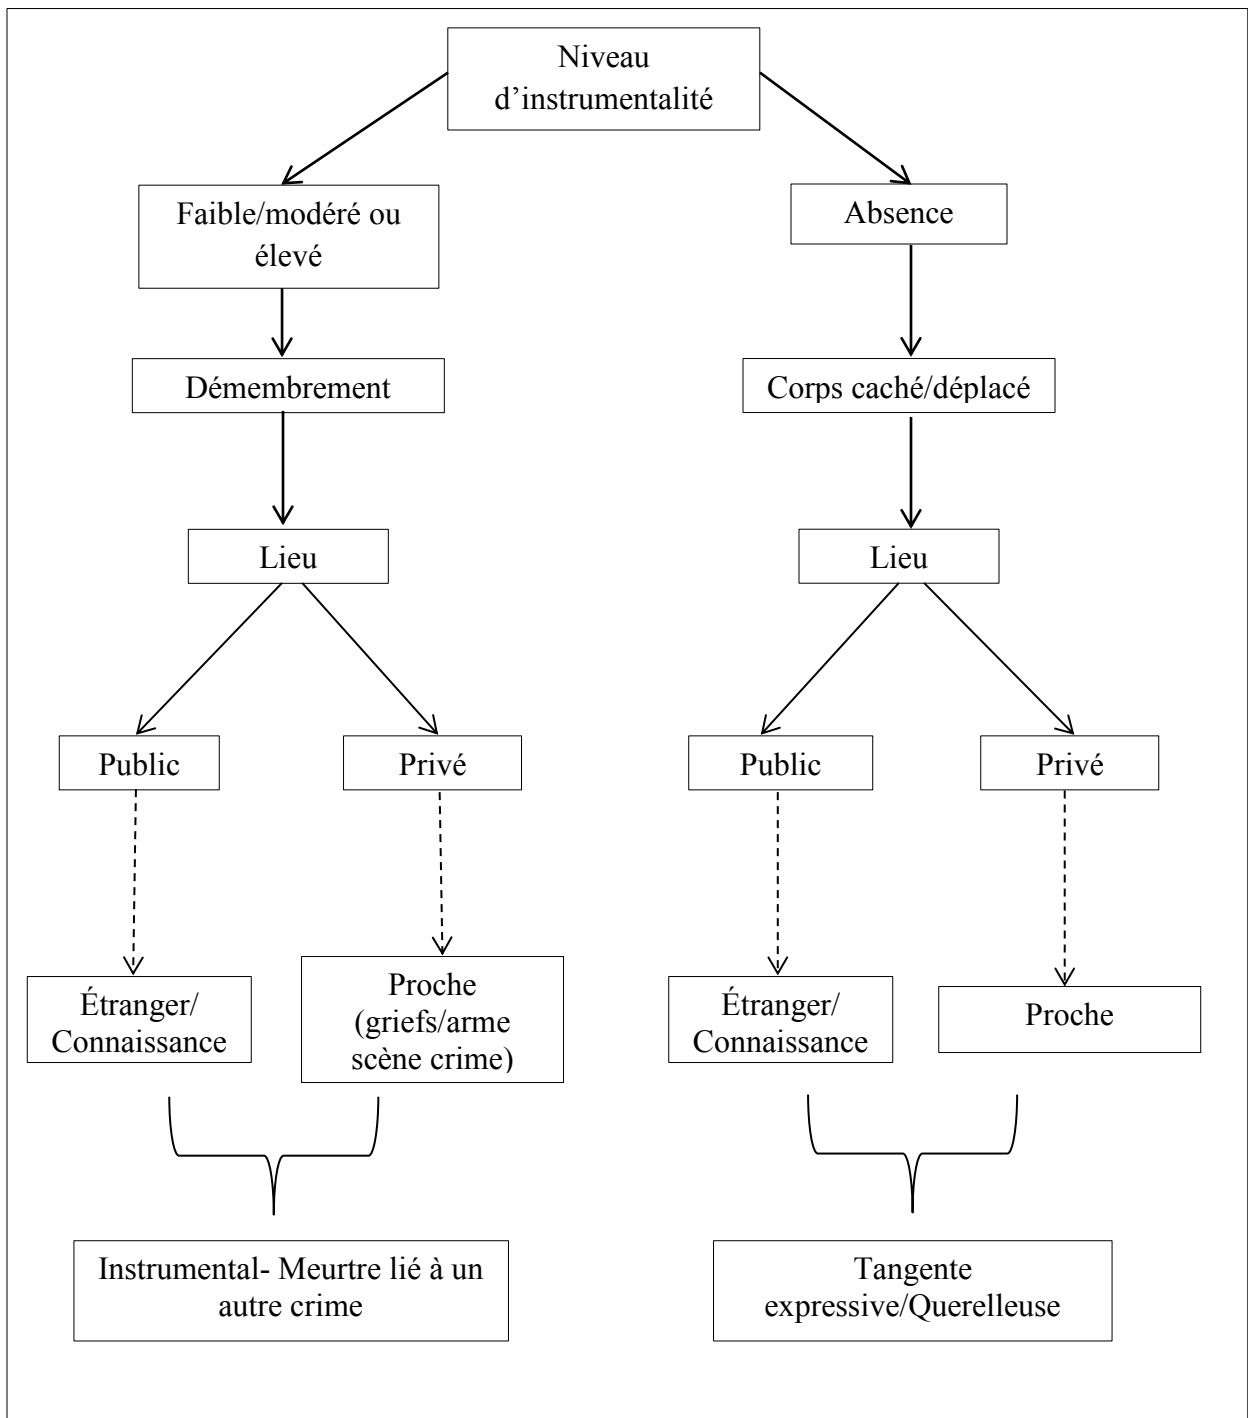 Niveau
d’instrumentalité
Faible/modéré ou
élevé
Absence
Démembrement
Corps caché/déplacé
Lieu
Lieu
Public
Privé
Public
Privé
Étranger/
Connaissance
Proche
(griefs/arme
scène crime)
Étranger/
Connaissance
Proche
Instrumental- Meurtre lié à un
autre crime
Tangente
expressive/Querelleuse